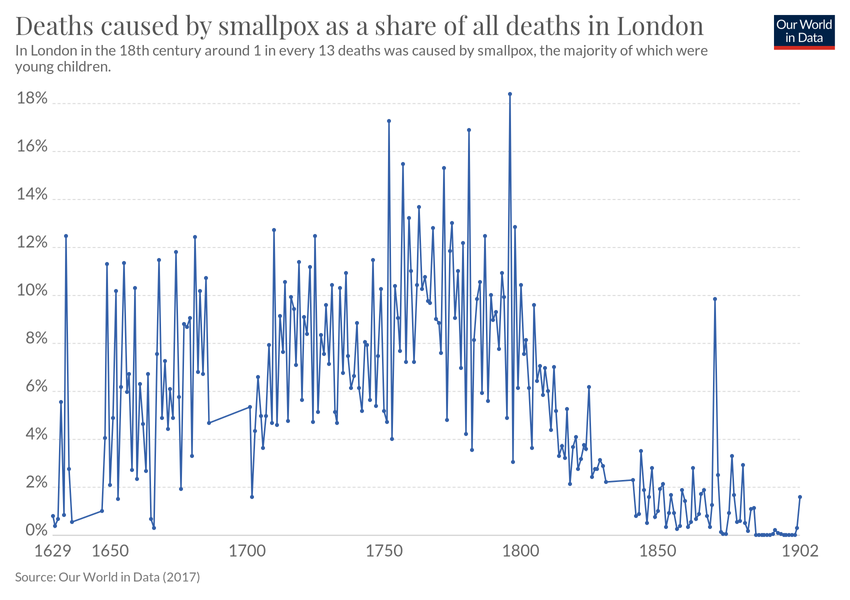 Deaths caused by smallpox as a share of all deaths in London
Our World
in Data
In London in the 18th century around 1 in every 13 deaths was caused by smallpox, the majority of which were
young children.
18%
16%
14%
12%
10%
8%
6%
4%
2%
0%
1629 1650 1700 1750 1800 1850 1902
Source: Our World in Data (2017)